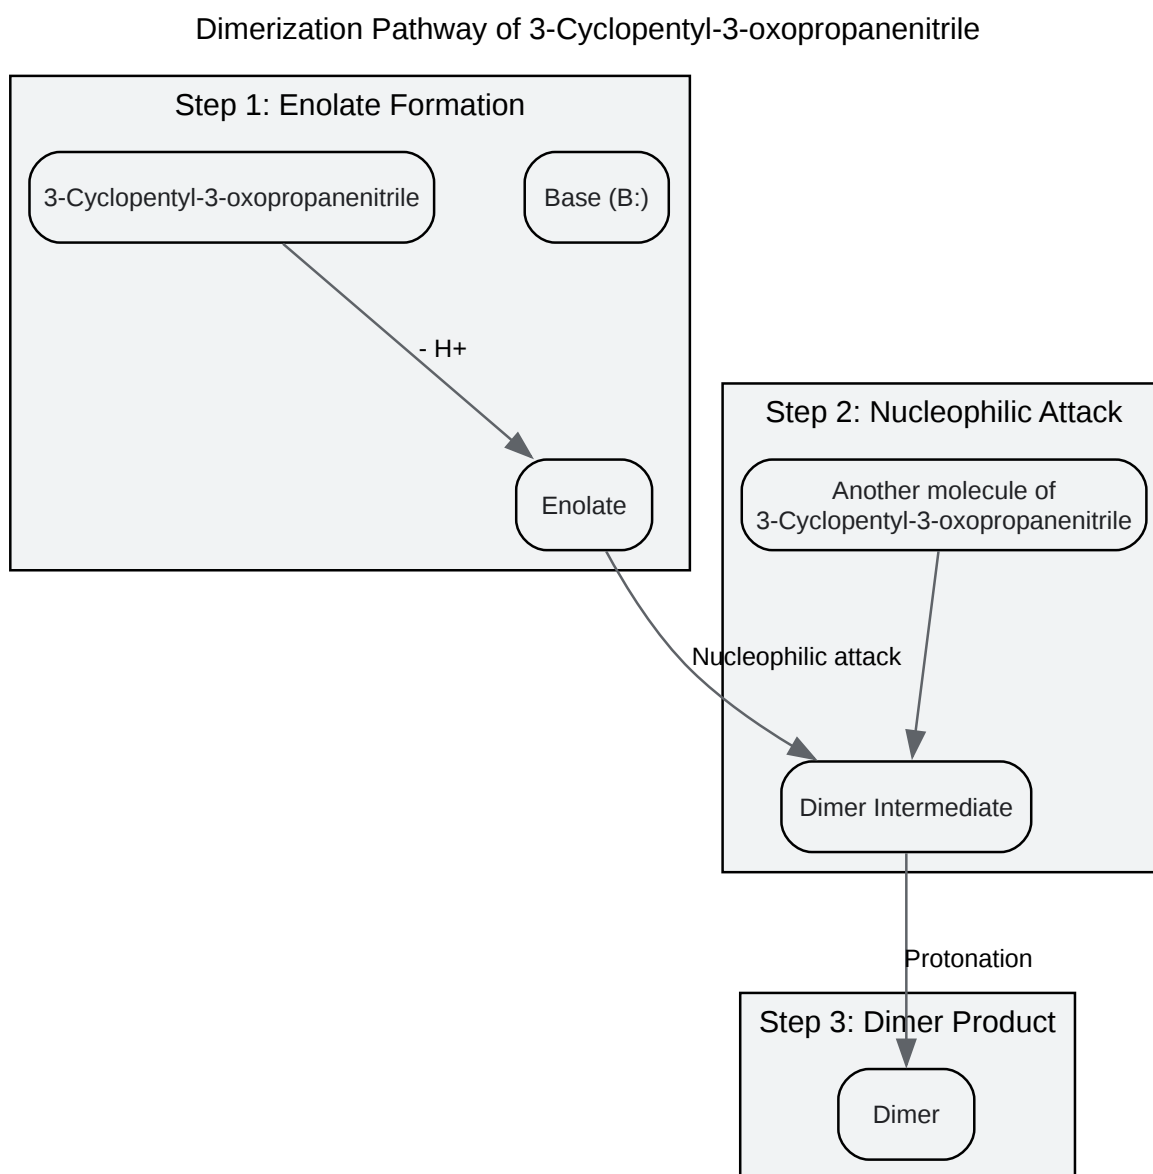 Dimerization Pathway of 3-Cyclopentyl-3-oxopropanenitrile
Step 1: Enolate Formation
3-Cyclopentyl-3-oxopropanenitrile
Base (B:)
- H+
Enolate
Step 2: Nucleophilic Attack
Another molecule of
3-Cyclopentyl-3-oxopropanenitrile
Nucleophilic attack
Dimer Intermediate
Protonation
Step 3: Dimer Product
Dimer